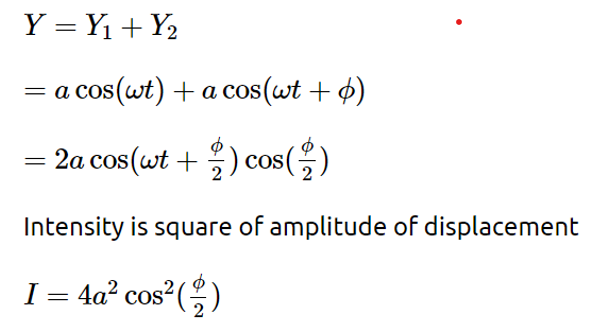 Y = Y₁ + Y₂
= a cos(ωt) + a cos(ωt + ϕ)
= 2a cos(ωt + ϕ/2) cos(ϕ/2)
Intensity is square of amplitude of displacement
I = 4a² cos²(ϕ/2)